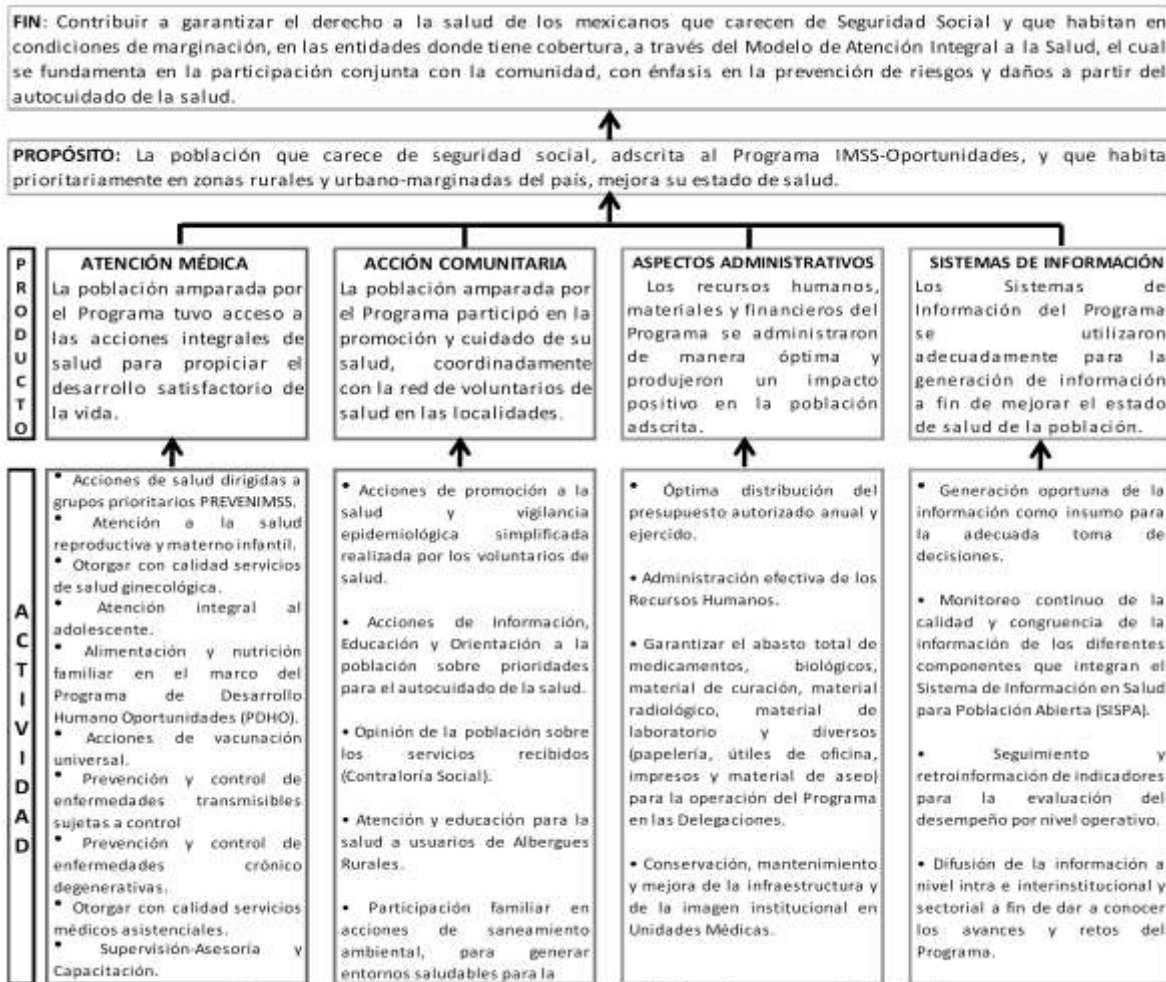 FIN: Contribuir a garantizar el derecho a la salud de los mexicanos que carecen de Seguridad Social y que habitan en
condiciones de marginación, en las entidades donde tiene cobertura, a través del Modelo de Atención Integral a la Salud, el cual
se fundamenta en la participación conjunta con la comunidad, con énfasis en la prevención de riesgos y daños a partir del
autocuidado de la salud.
PROPÓSITO: La población que carece de seguridad social, adscrita al Programa IMSS-Oportunidades, y que habita
prioritariamente en zonas rurales y urbano-marginadas del país, mejora su estado de salud.
PRODUCTO
ATENCIÓN MÉDICA
La población amparada por
el Programa tuvo acceso a
las acciones integrales de
salud para propiciar el
desarrollo satisfactorio de
la vida.
ACCIÓN COMUNITARIA
La población amparada por
el Programa participó en la
promoción y cuidado de su
salud, coordinadamente
con la red de voluntarios de
salud en las localidades.
ASPECTOS ADMINISTRATIVOS
Los recursos humanos,
materiales y financieros del
Programa se administraron
de manera óptima y
produjeron un impacto
positivo en la población
adscrita.
SISTEMAS DE INFORMACIÓN
Los Sistemas de
Información del Programa
se utilizaron
adecuadamente para la
generación de información
a fin de mejorar el estado
de salud de la población.
ACTIVIDAD
• Acciones de salud dirigidas a
grupos prioritarios PREVENIMSS.
• Atención a la salud
reproductiva y materno infantil.
• Otorgar con calidad servicios
de salud ginecológica.
• Atención integral al
adolescente.
• Alimentación y nutrición
familiar en el marco del
Programa de Desarrollo
Humano Oportunidades (PDHO).
• Acciones de vacunación
universal.
• Prevención y control de
enfermedades transmisibles
sujetas a control
• Prevención y control de
enfermedades crónico
degenerativas.
• Otorgar con calidad servicios
médicos asistenciales.
• Supervisión-Asesoría y
Capacitación.
• Acciones de promoción a la
salud y vigilancia
epidemiológica simplificada
realizada por los voluntarios de
salud.
• Acciones de Información,
Educación y Orientación a la
población sobre prioridades
para el autocuidado de la salud.
• Opinión de la población sobre
los servicios recibidos
(Contraloría Social).
• Atención y educación para la
salud a usuarios de Albergues
Rurales.
• Participación familiar en
acciones de saneamiento
ambiental, para generar
entornos saludables para la
• Óptima distribución del
presupuesto autorizado anual y
ejercido.
• Administración efectiva de los
Recursos Humanos.
• Garantizar el abasto total de
medicamentos, biológicos,
material de curación, material
radiológico, material de
laboratorio y diversos
(papelería, útiles de oficina,
impresos y material de aseo)
para la operación del Programa
en las Delegaciones.
• Conservación, mantenimiento
y mejora de la infraestructura y
de la imagen institucional en
Unidades Médicas.
• Generación oportuna de la
información como insumo para
la adecuada toma de
decisiones.
• Monitoreo continuo de la
calidad y congruencia de la
información de los diferentes
componentes que integran el
Sistema de Información en Salud
para Población Abierta (SISPA).
• Seguimiento y
retroinformación de indicadores
para la evaluación del
desempeño por nivel operativo.
• Difusión de la información a
nivel intra e interinstitucional y
sectorial a fin de dar a conocer
los avances y retos del
Programa.